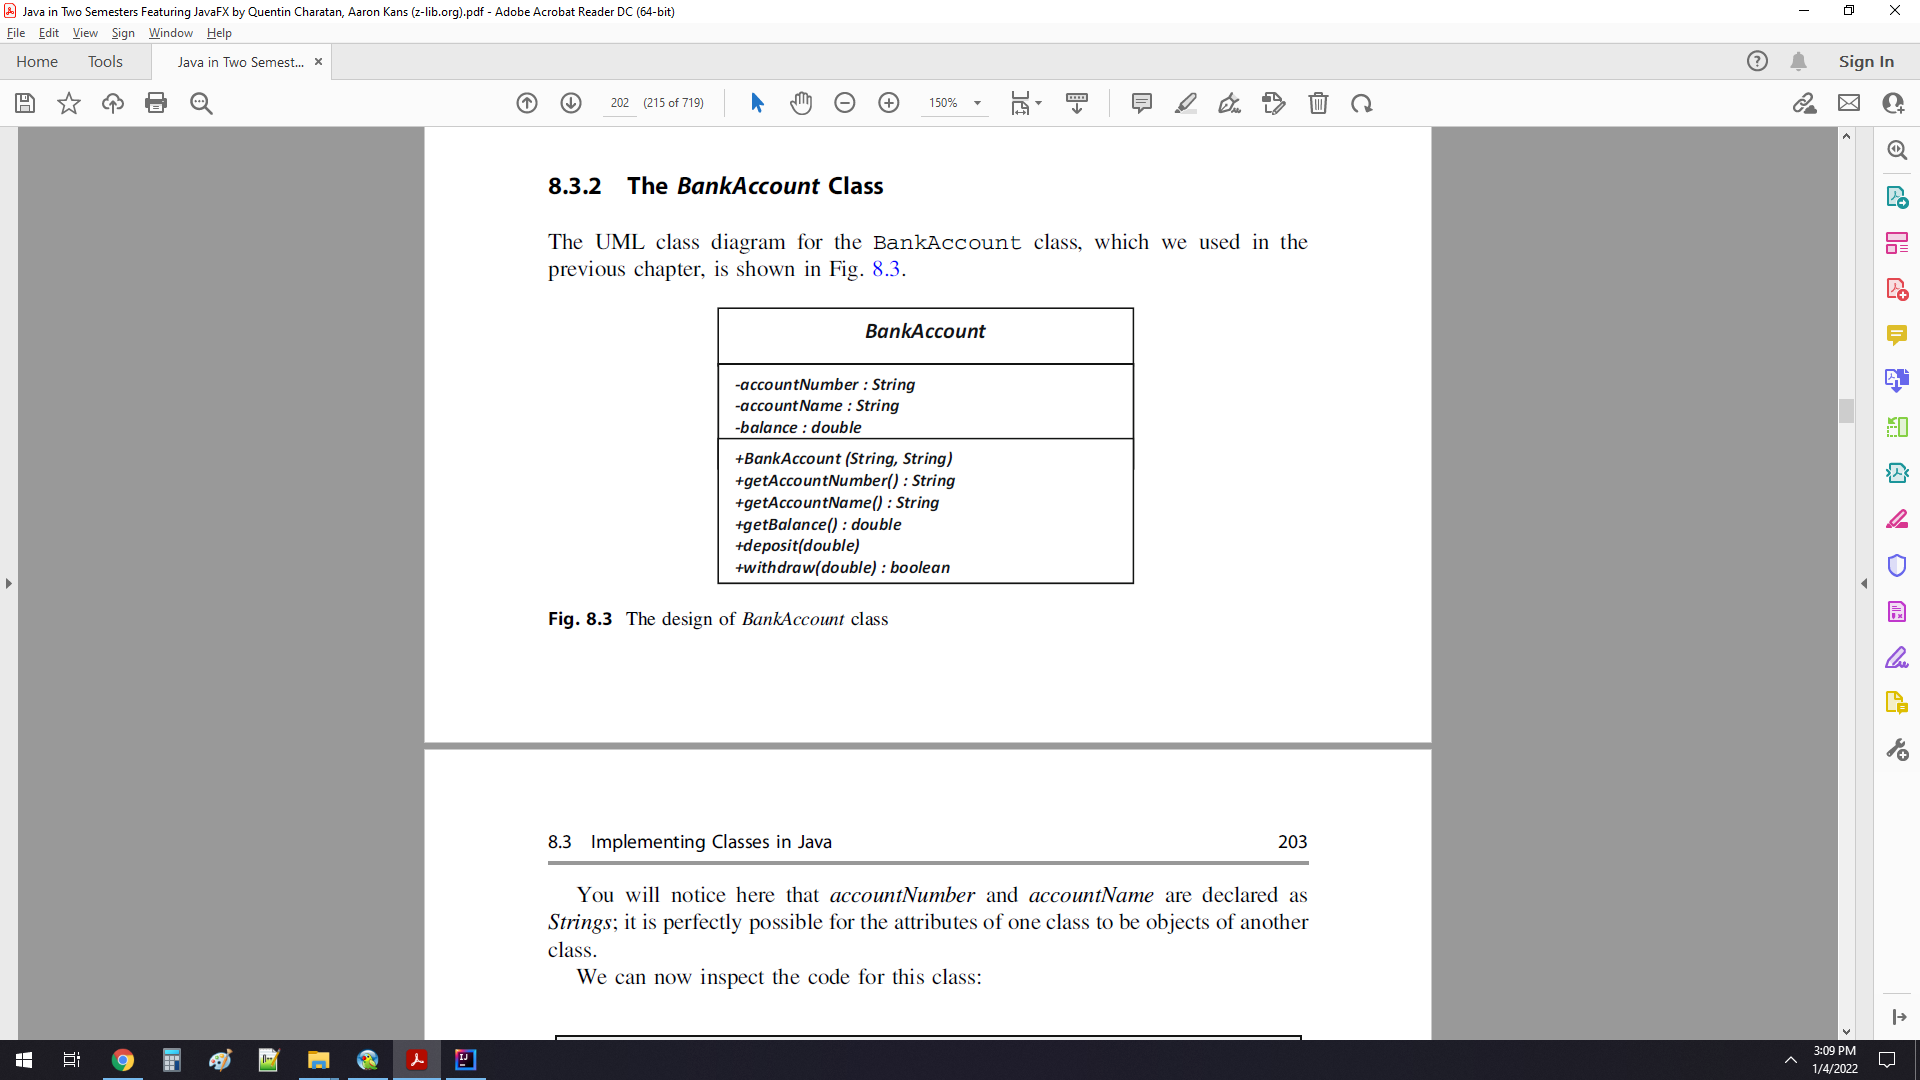 Java in Two Semesters Featuring JavaFX by Quentin Charatan, Aaron Kans (z-lib.org).pdf - Adobe Acrobat Reader DC (64-bit)
File Edit View Sign Window Help
Home Tools Java in Two Semest... × Sign In
202 (215 of 719) 150%
8.3.2 The BankAccount Class
The UML class diagram for the BankAccount class, which we used in the
previous chapter, is shown in Fig. 8.3.
BankAccount
-accountNumber : String
-accountName : String
-balance : double
+BankAccount (String, String)
+getAccountNumber() : String
+getAccountName() : String
+getBalance() : double
+deposit(double)
+withdraw(double) : boolean
Fig. 8.3 The design of BankAccount class
8.3 Implementing Classes in Java 203
You will notice here that accountNumber and accountName are declared as
Strings; it is perfectly possible for the attributes of one class to be objects of another
class.
We can now inspect the code for this class:
IJ
3:09 PM
1/4/2022